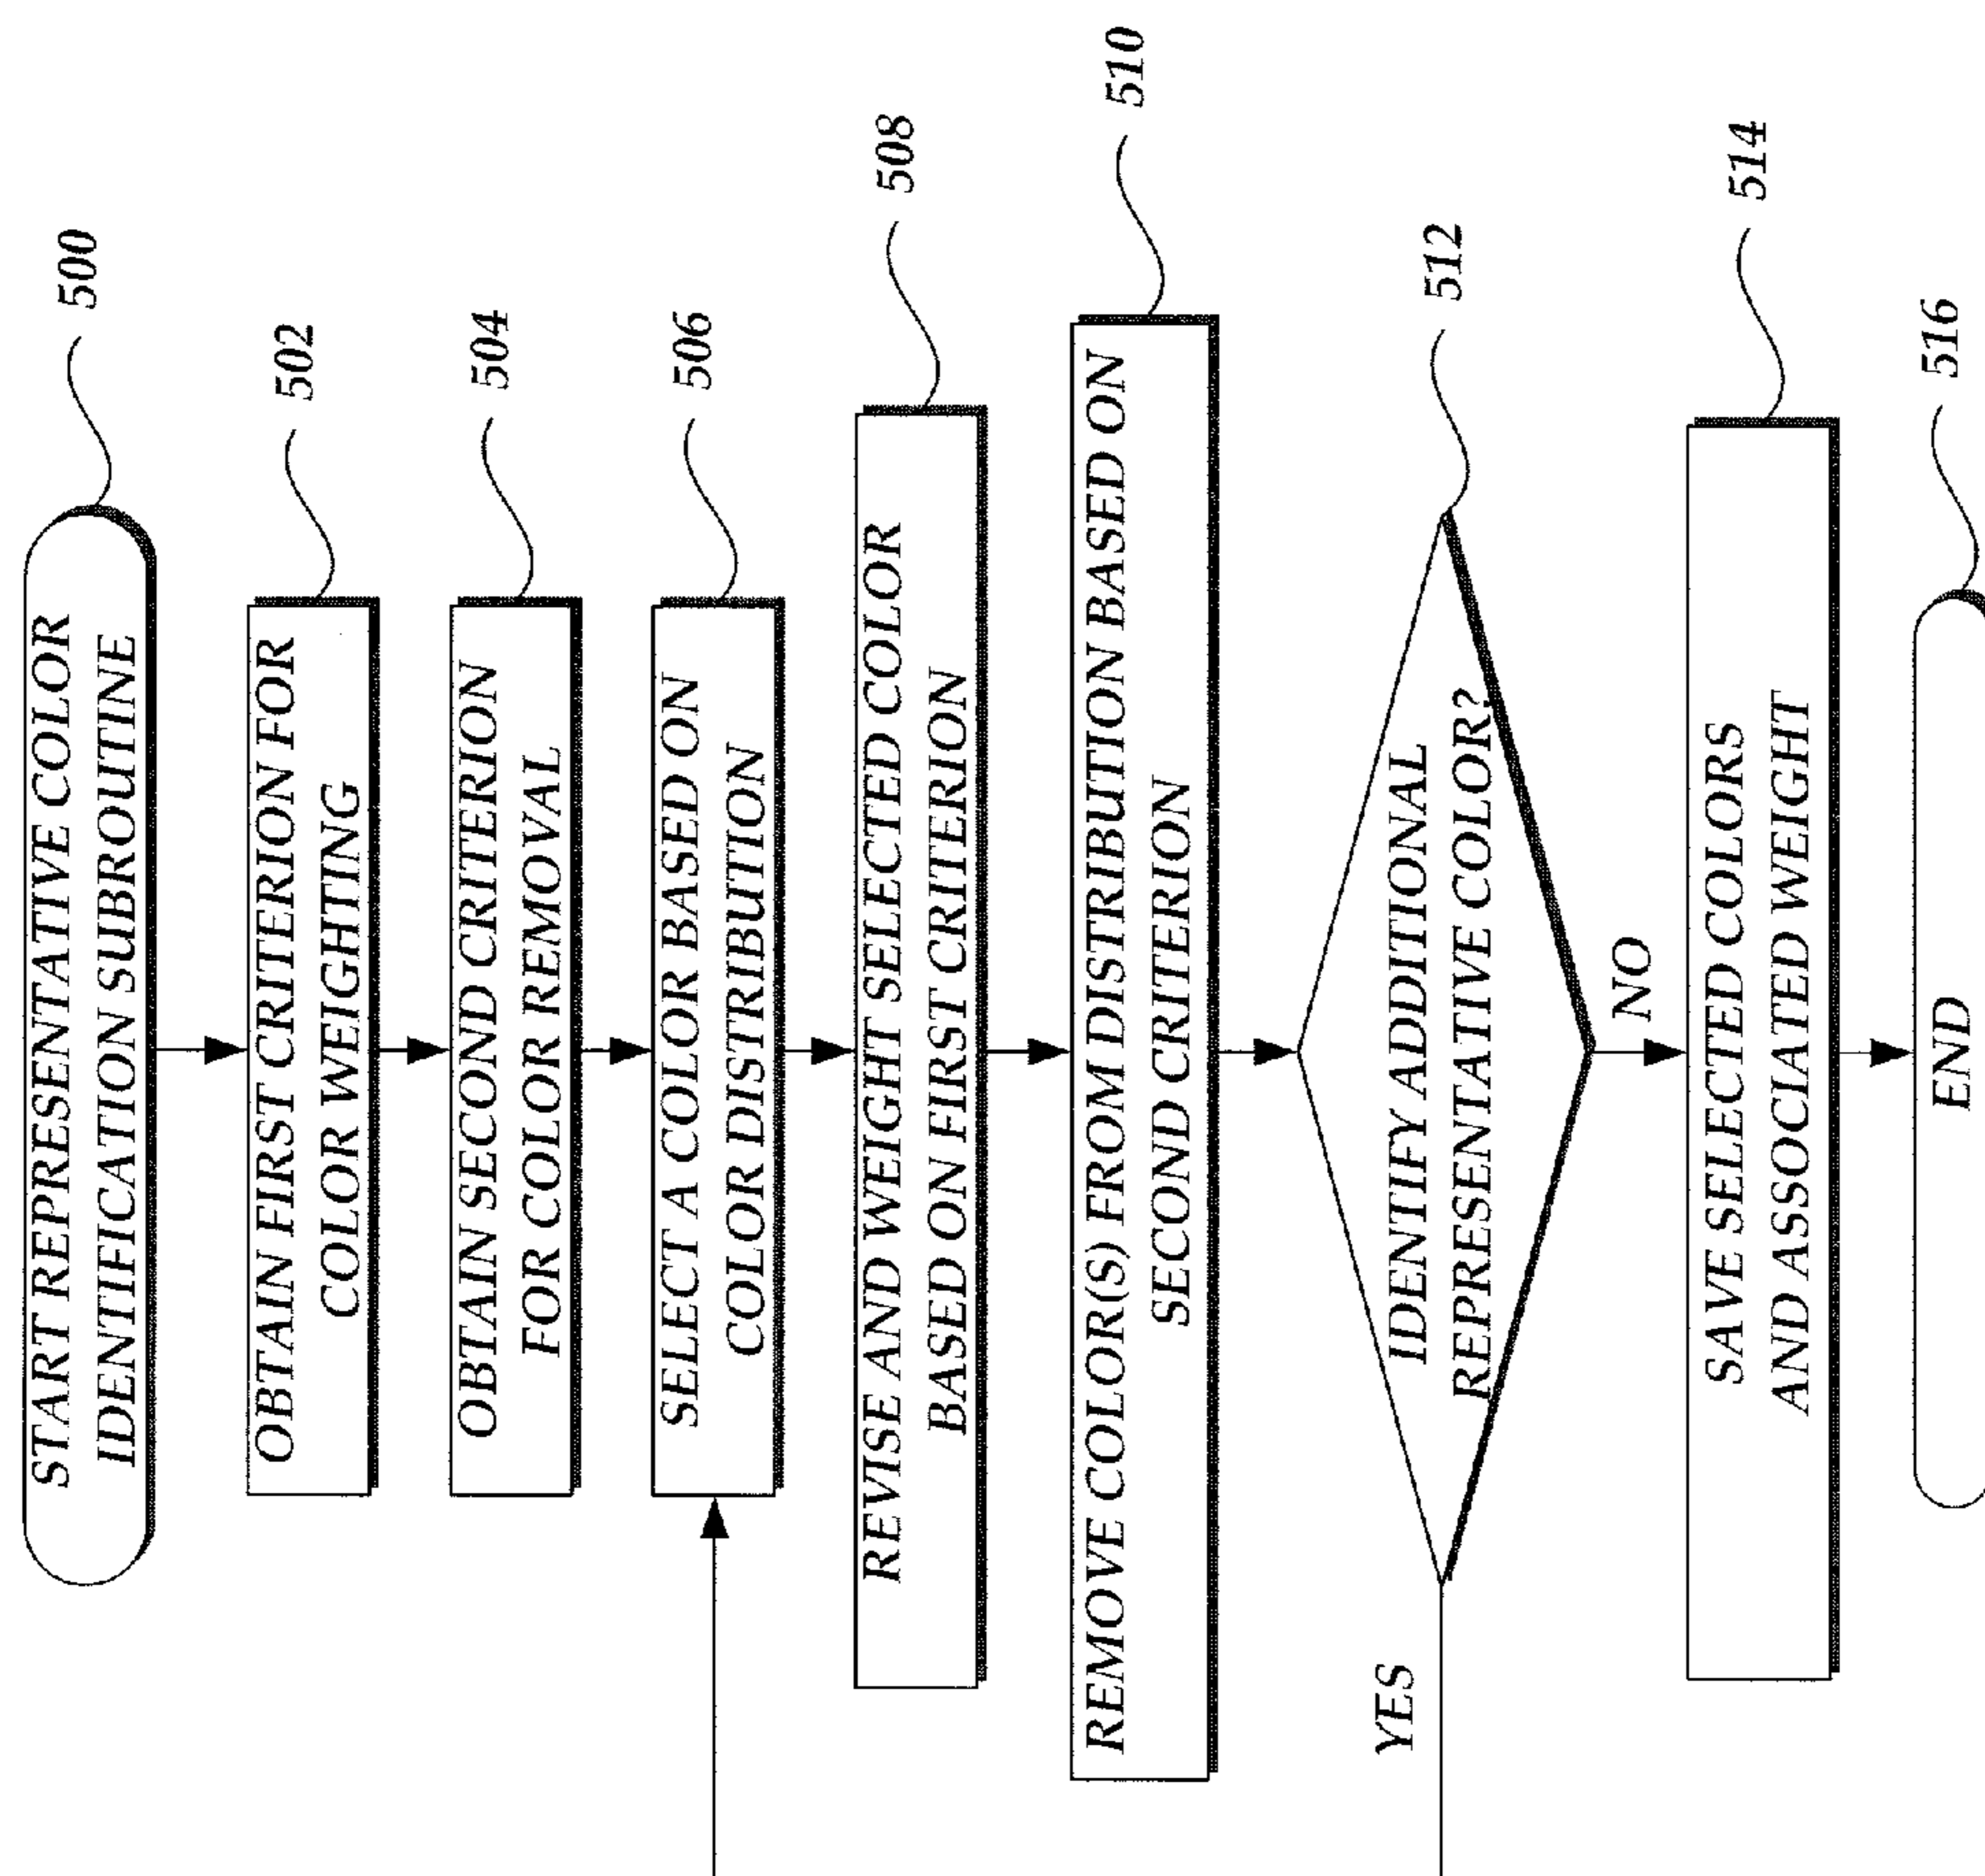 START REPRESENTATIVE COLOR
IDENTIFICATION SUBROUTINE
500
OBTAIN FIRST CRITERION FOR
COLOR WEIGHTING
502
OBTAIN SECOND CRITERION
FOR COLOR REMOVAL
504
SELECT A COLOR BASED ON
COLOR DISTRIBUTION
506
REVISE AND WEIGHT SELECTED COLOR
BASED ON FIRST CRITERION
508
REMOVE COLOR(S) FROM DISTRIBUTION BASED ON
SECOND CRITERION
510
YES
IDENTIFY ADDITIONAL
REPRESENTATIVE COLOR?
512
NO
SAVE SELECTED COLORS
AND ASSOCIATED WEIGHT
514
END
516